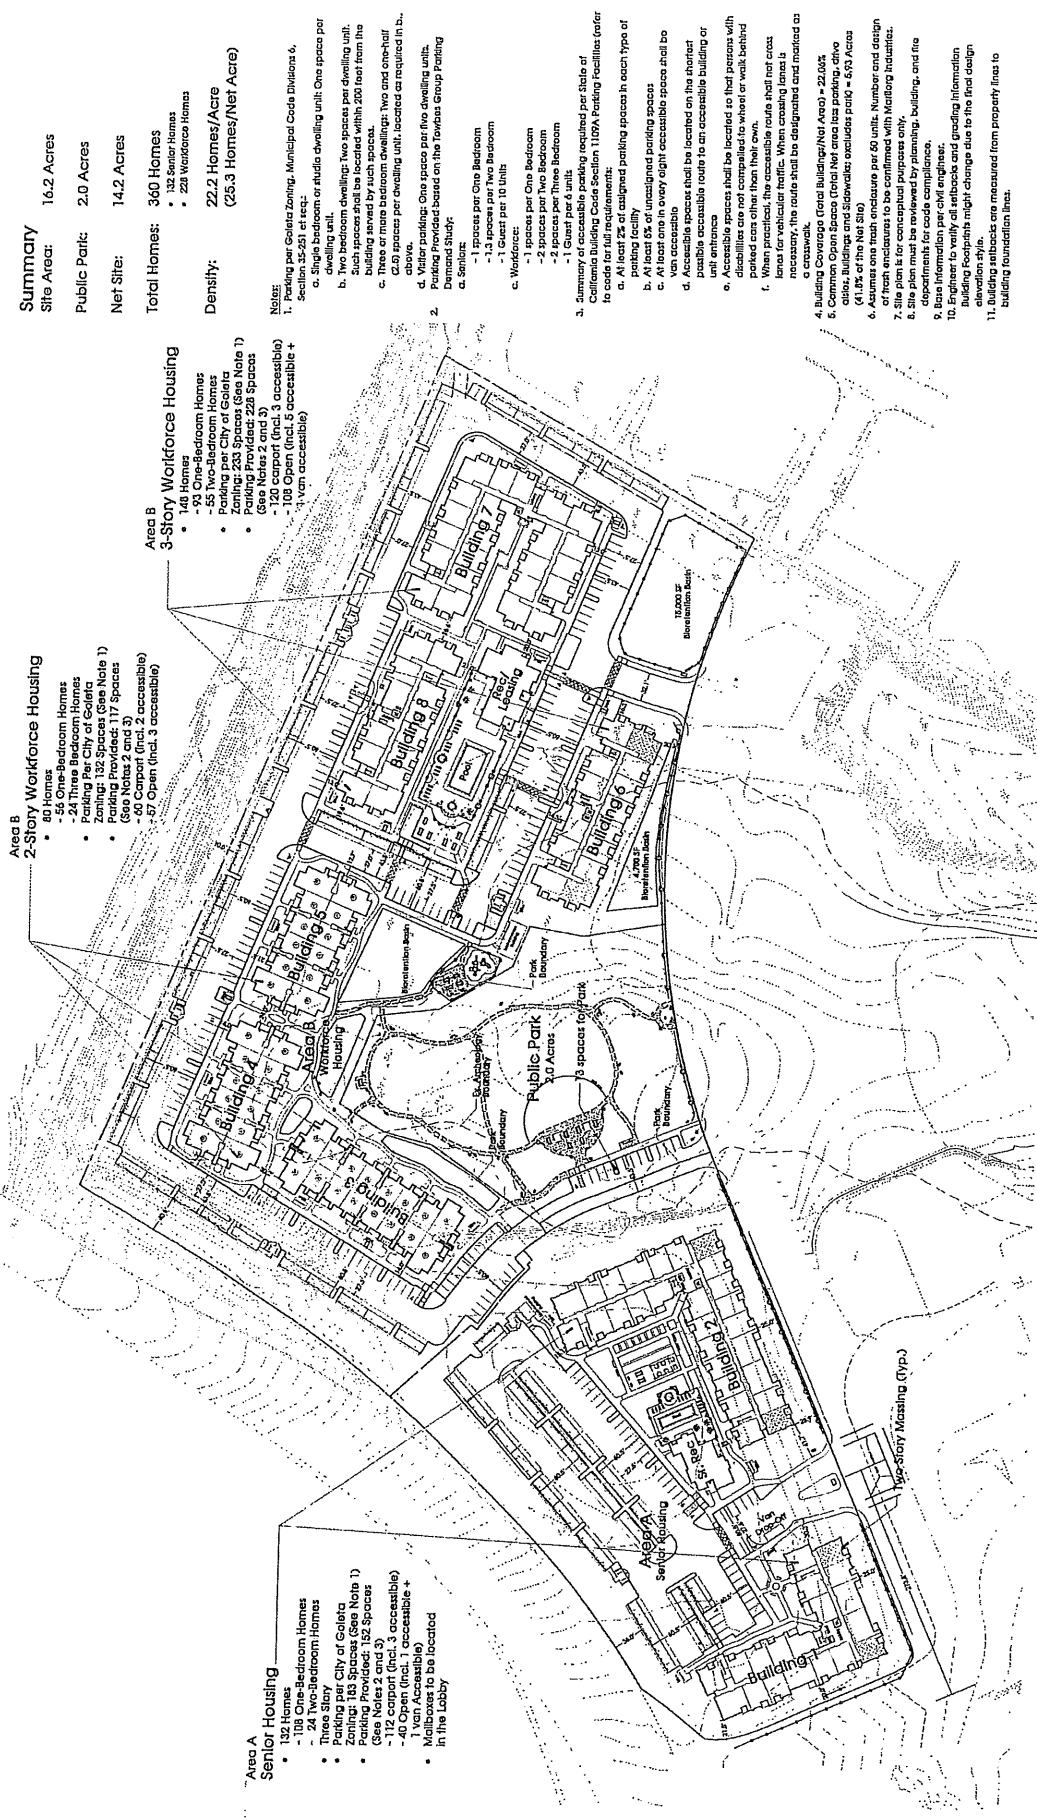 Summary
Site Area: 16.2 Acres
Public Park: 2.0 Acres
Net Site: 14.2 Acres
Total Homes: 360 Homes
• 132 Senior Homes
• 228 Workforce Homes
Density: 22.2 Homes/Acre
(25.3 Homes/Net Acre)
Notes:
1. Parking per Goleta Zoning, Municipal Code Divisions 6,
Section 35-251 et seq.:
a. Single bedroom or studio dwelling unit: One space per
dwelling unit.
b. Two bedroom dwelling: Two spaces per dwelling unit.
Such spaces shall be located within 200 feet from the
building served by such spaces.
c. Three or more bedroom dwellings: Two and one-half
(2.5) spaces per dwelling unit, located as required in b.,
above.
d. Visitor parking: One space per five dwelling units.
2. Parking Provided based on the Towbes Group Parking
Demand Study:
a. Senior:
- 1 spaces per One Bedroom
- 1.3 spaces per Two Bedroom
- 1 Guest per 10 Units
c. Workforce:
- 1 spaces per One Bedroom
- 2 spaces per Two Bedroom
- 2 spaces per Three Bedroom
- 1 Guest per 6 units
3. Summary of accessible parking required per State of
California Building Code Section 1109A Parking Facilities (refer
to code for full requirements:
a. At least 2% of assigned parking spaces in each type of
parking facility
b. At least 5% of unassigned parking spaces
c. At least one in every eight accessible space shall be
van accessible
d. Accessible spaces shall be located on the shortest
possible accessible route to an accessible building or
unit entrance
e. Accessible spaces shall be located so that persons with
disabilities are not compelled to wheel or walk behind
parked cars other than their own.
f. When practical, the accessible route shall not cross
lanes for vehicular traffic. When crossing lanes is
necessary, the route shall be designated and marked as
a crosswalk.
4. Building Coverage (Total Buildings/Net Area) = 22.06%
5. Common Open Space (Total Net Area less parking, drive
aisles, Buildings and Sidewalks; excludes park) = 5.93 Acres
(41.8% of the Net Site)
6. Assumes one trash enclosure per 50 units. Number and design
of trash enclosures to be confirmed with Marborg Industries.
7. Site plan is for conceptual purposes only.
8. Site plan must be reviewed by planning, building, and fire
departments for code compliance.
9. Base information per civil engineer.
10. Engineer to verify all setbacks and grading information
Building Footprints might change due to the final design
elevation style.
11. Building setbacks are measured from property lines to
building foundation lines.
Area B
3-Story Workforce Housing
• 148 Homes
- 93 One-Bedroom Homes
- 55 Two-Bedroom Homes
• Parking per City of Goleta
Zoning: 233 Spaces (See Note 1)
• Parking Provided: 228 Spaces
(See Notes 2 and 3)
- 120 carport (incl. 3 accessible)
- 108 Open (incl. 5 accessible +
1 van accessible)
Area B
2-Story Workforce Housing
• 80 Homes
- 56 One-Bedroom Homes
- 24 Three Bedroom Homes
• Parking Per City of Goleta
Zoning: 132 Spaces (See Note 1)
• Parking Provided: 117 Spaces
(See Notes 2 and 3)
- 60 Carport (incl. 2 accessible)
- 57 Open (incl. 3 accessible)
Area A
Senior Housing
• 132 Homes
- 108 One-Bedroom Homes
- 24 Two-Bedroom Homes
• Three Story
• Parking per City of Goleta
Zoning: 183 Spaces (See Note 1)
• Parking Provided: 152 Spaces
(See Notes 2 and 3)
- 112 carport (incl. 3 accessible)
- 40 Open (incl. 1 accessible +
1 van Accessible)
• Mailboxes to be located
in the Lobby
Building 7
Building 8
Rec/
Leasing
Pool
Building 6
15,000 SF
Bioretention Basin
4,700 SF
Bioretention Basin
Building 5
Building 4
Building 3
Area B
Workforce
Housing
Bioretention Basin
Park
Boundary
Public Park
2.0 Acres
13 spaces for Park
Park
Boundary
Park
Boundary
Building 2
Sr. Rec
Area A
Senior Housing
Van
Drop-Off
Building 1
Two Story Massing (Typ.)